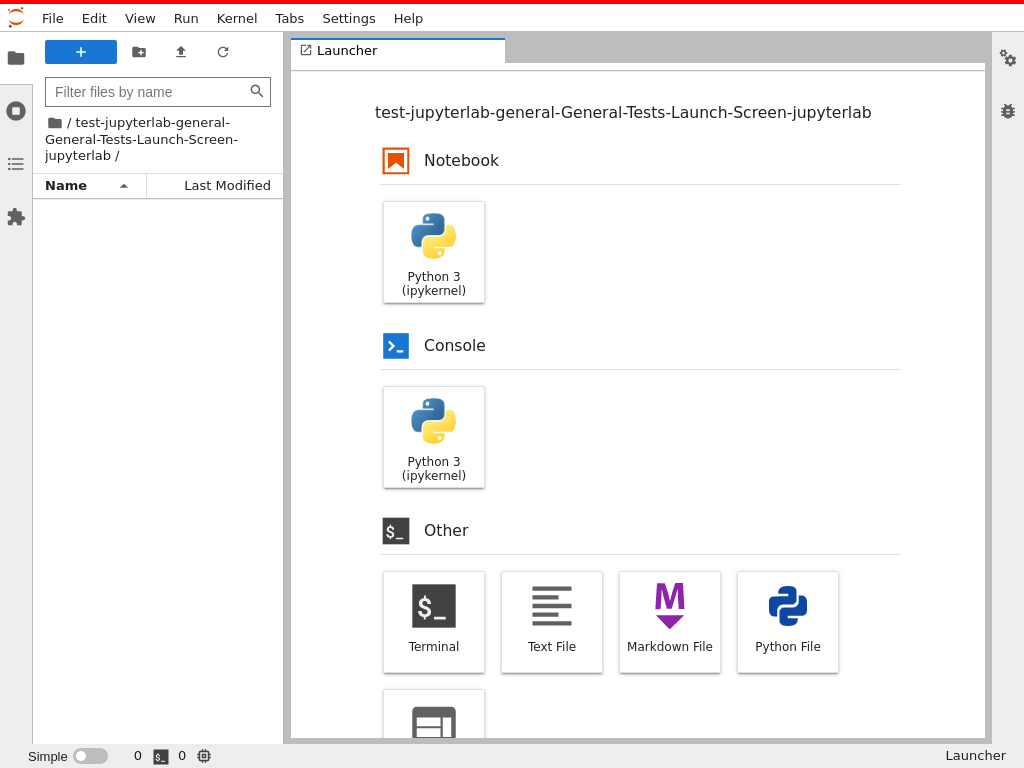 File Edit View Run Kernel Tabs Settings Help
Launcher
Filter files by name
/ test-jupyterlab-general-
General-Tests-Launch-Screen-
jupyterlab /
Name Last Modified
test-jupyterlab-general-General-Tests-Launch-Screen-jupyterlab
Notebook
Python 3
(ipykernel)
Console
Python 3
(ipykernel)
$_ Other
$_
Terminal Text File Markdown File Python File
Simple 0 $_ 0 Launcher